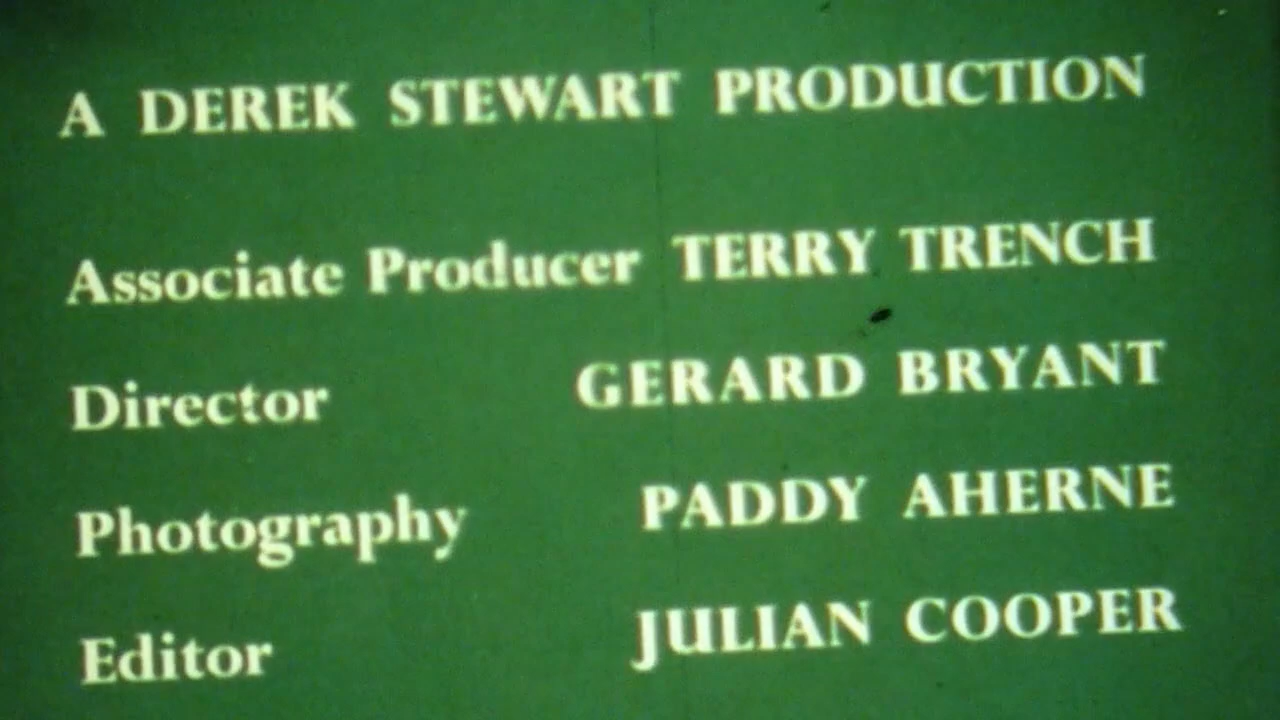 A DEREK STEWART PRODUCTION
Associate Producer TERRY TRENCH
Director GERARD BRYANT
Photography PADDY AHERNE
Editor JULIAN COOPER